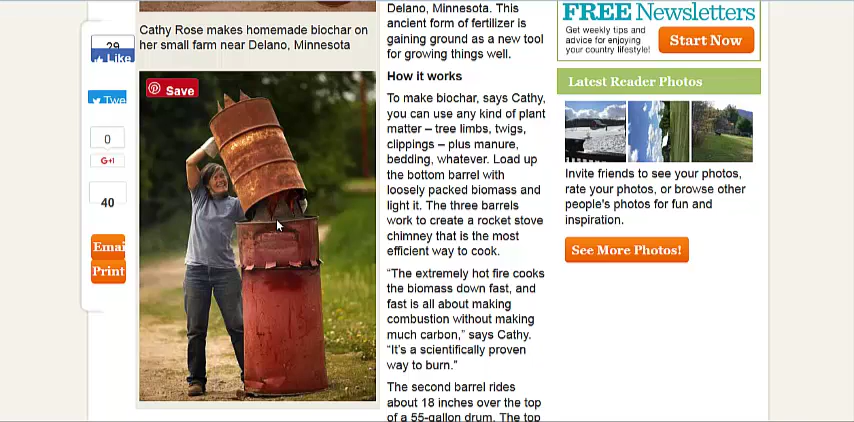 29
Like
Twe
0
G+1
40
Emai
Print
Cathy Rose makes homemade biochar on
her small farm near Delano, Minnesota
Save
Delano, Minnesota. This
ancient form of fertilizer is
gaining ground as a new tool
for growing things well.
How it works
To make biochar, says Cathy,
you can use any kind of plant
matter – tree limbs, twigs,
clippings – plus manure,
bedding, whatever. Load up
the bottom barrel with
loosely packed biomass and
light it. The three barrels
work to create a rocket stove
chimney that is the most
efficient way to cook.
“The extremely hot fire cooks
the biomass down fast, and
fast is all about making
combustion without making
much carbon,” says Cathy.
“It’s a scientifically proven
way to burn.”
The second barrel rides
about 18 inches over the top
of a 55-gallon drum. The top
FREE Newsletters
Get weekly tips and
advice for enjoying
your country lifestyle!
Start Now
Latest Reader Photos
Invite friends to see your photos,
rate your photos, or browse other
people's photos for fun and
inspiration.
See More Photos!